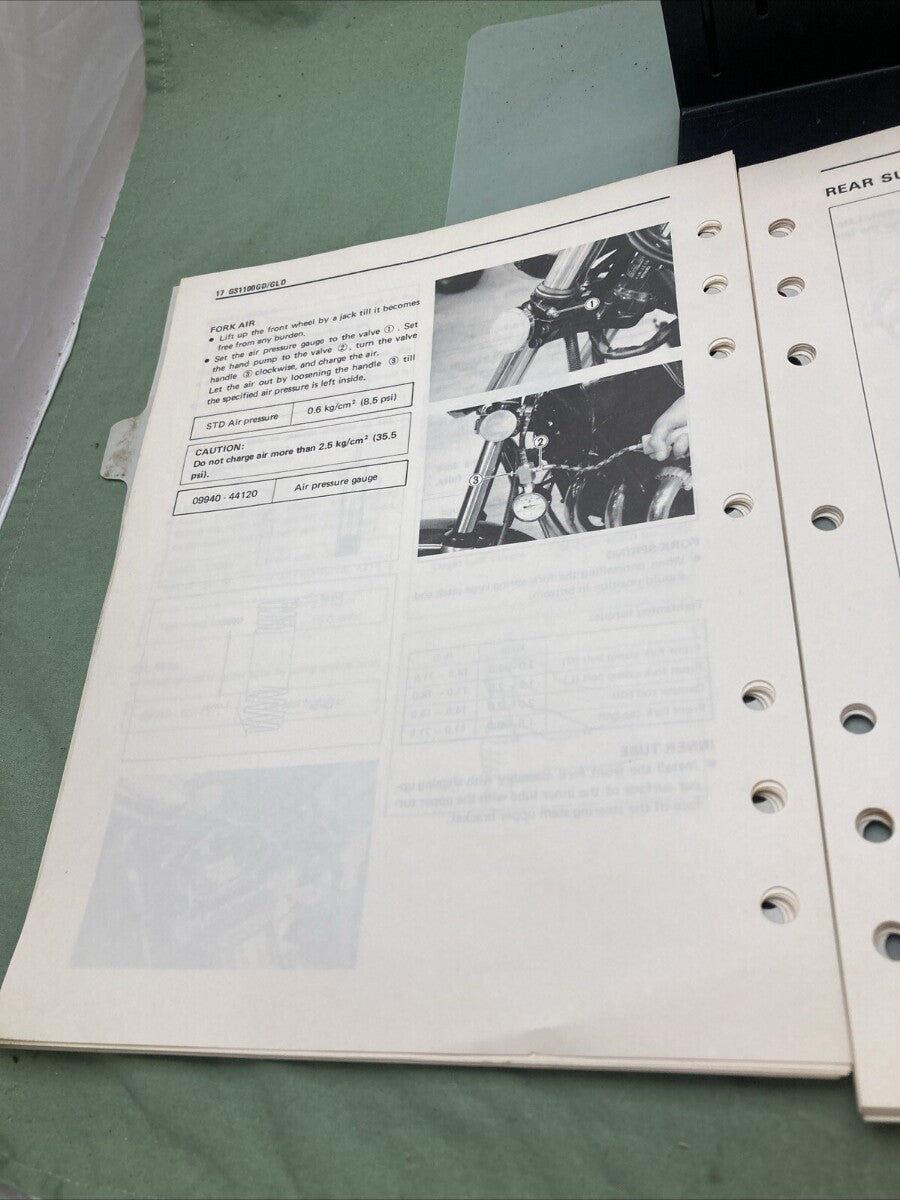 17 GS1100GD/GLD
FORK AIR
• Lift up the front wheel by a jack till it becomes
free from any burden.
• Set the air pressure gauge to the valve ①. Set
the hand pump to the valve ②, turn the valve
handle ③ clockwise, and charge the air.
Let the air out by loosening the handle ③ till
the specified air pressure is left inside.
STD Air pressure 0.6 kg/cm² (8.5 psi)
CAUTION:
Do not charge air more than 2.5 kg/cm² (35.5
psi).
09940-44120 Air pressure gauge
①
②
③
REAR